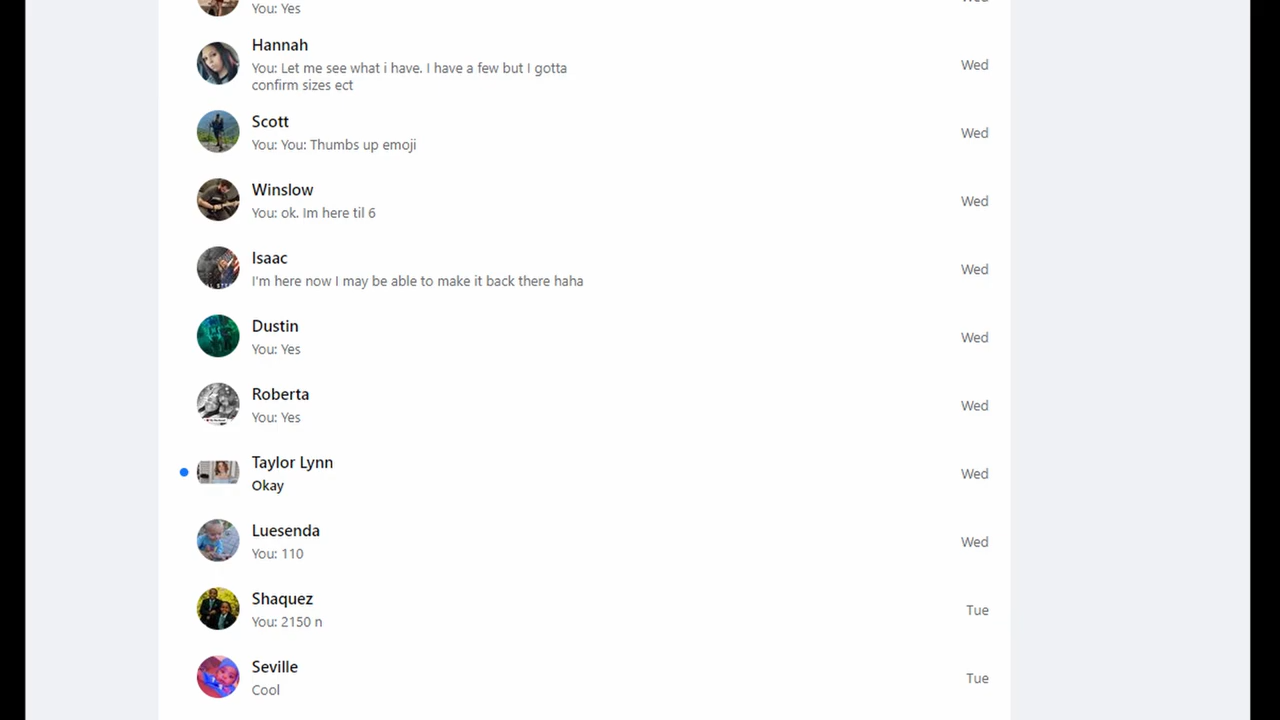 You: Yes
Wed
Hannah
You: Let me see what i have. I have a few but I gotta
confirm sizes ect
Wed
Scott
You: You: Thumbs up emoji
Wed
Winslow
You: ok. Im here til 6
Wed
Isaac
I'm here now I may be able to make it back there haha
Wed
Dustin
You: Yes
Wed
Roberta
You: Yes
Wed
Taylor Lynn
Okay
Wed
Luesenda
You: 110
Wed
Shaquez
You: 2150 n
Tue
Seville
Cool
Tue